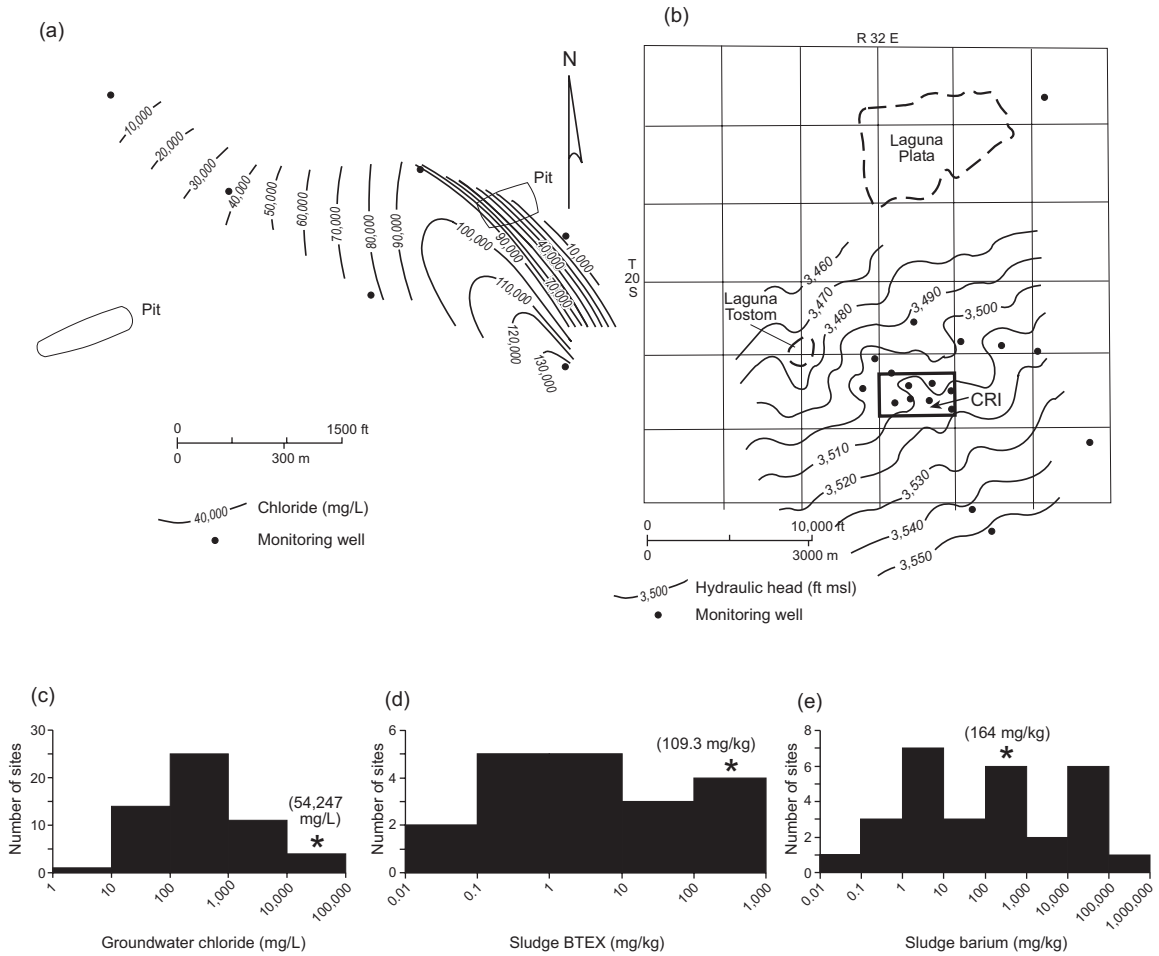 (a)
N
Pit
Pit
10,000
20,000
30,000
40,000
50,000
60,000
70,000
80,000
90,000
100,000
90,000
40,000
10,000
70,000
110,000
120,000
130,000
0 1500 ft
0 300 m
40,000 Chloride (mg/L)
Monitoring well
(b)
R 32 E
T
20
S
Laguna
Plata
Laguna
Tostom
3,460
3,470
3,480
3,490
3,500
CRI
3,510
3,520
3,530
3,540
3,550
0 10,000 ft
0 3000 m
3,500 Hydraulic head (ft msl)
Monitoring well
(c)
Number of sites
30
20
10
0
(54,247
mg/L)
*
1 10 100 1,000 10,000 100,000
Groundwater chloride (mg/L)
(d)
Number of sites
6
4
2
0
(109.3 mg/kg)
*
0.01 0.1 1 10 100 1,000
Sludge BTEX (mg/kg)
(e)
Number of sites
8
6
4
2
0
(164 mg/kg)
*
0.01 0.1 1 10 100 1,000 10,000 100,000 1,000,000
Sludge barium (mg/kg)